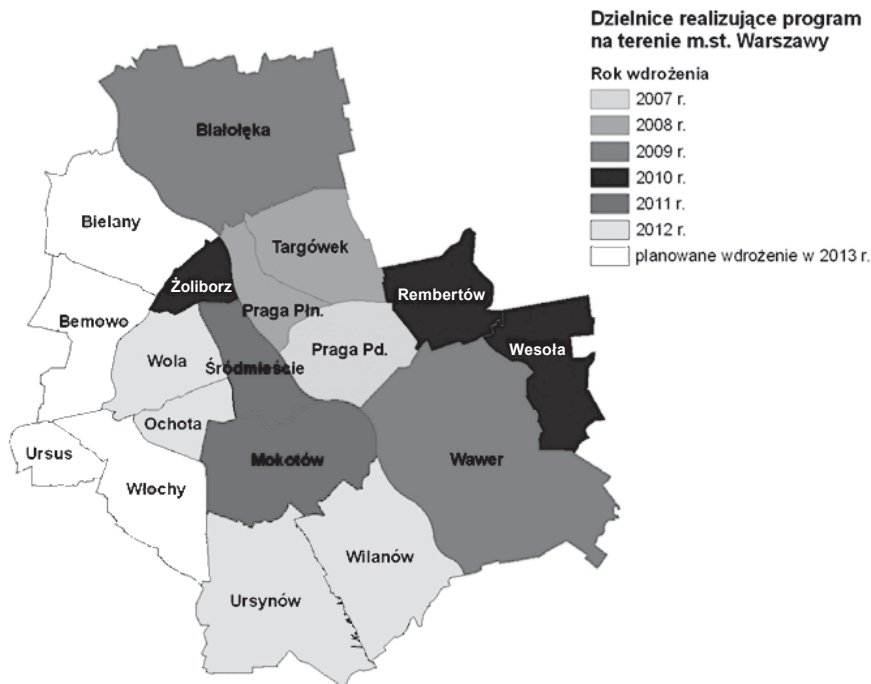 Dzielnice realizujące program
na terenie m.st. Warszawy
Rok wdrożenia
2007 r.
2008 r.
2009 r.
2010 r.
2011 r.
2012 r.
planowane wdrożenie w 2013 r.
Białołęka
Bielany
Targówek
Żoliborz
Rembertów
Praga Płn.
Bemowo
Wesoła
Praga Pd.
Wola
Śródmieście
Ochota
Ursus
Mokotów
Wawer
Włochy
Wilanów
Ursynów